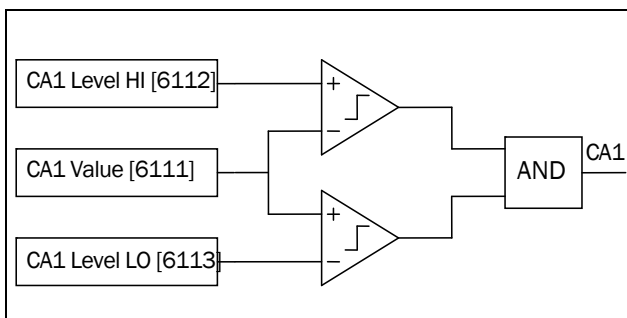 CA1 Level HI [6112]
+
−
CA1 Value [6111]
AND
CA1
+
−
CA1 Level LO [6113]